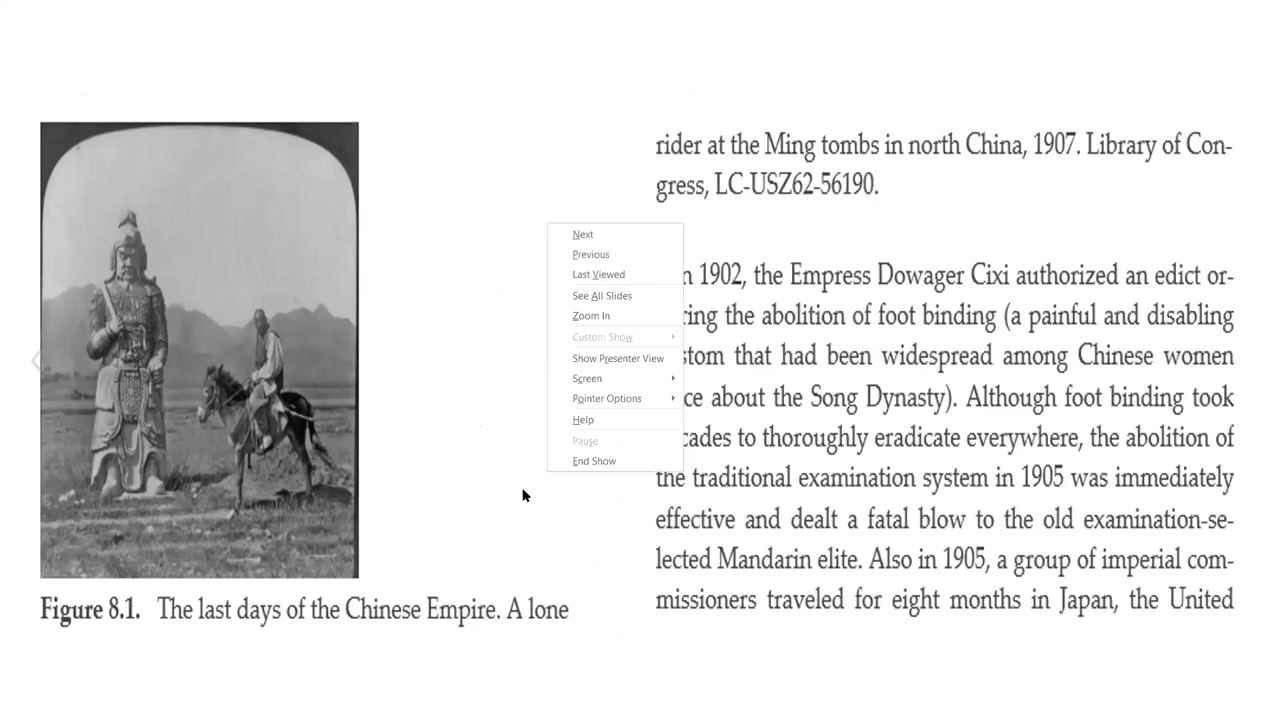 Figure 8.1. The last days of the Chinese Empire. A lone
rider at the Ming tombs in north China, 1907. Library of Con-
gress, LC-USZ62-56190.
n 1902, the Empress Dowager Cixi authorized an edict or-
ring the abolition of foot binding (a painful and disabling
stom that had been widespread among Chinese women
ce about the Song Dynasty). Although foot binding took
cades to thoroughly eradicate everywhere, the abolition of
the traditional examination system in 1905 was immediately
effective and dealt a fatal blow to the old examination-se-
lected Mandarin elite. Also in 1905, a group of imperial com-
missioners traveled for eight months in Japan, the United
Next
Previous
Last Viewed
See All Slides
Zoom In
Custom Show
Show Presenter View
Screen
Pointer Options
Help
Pause
End Show